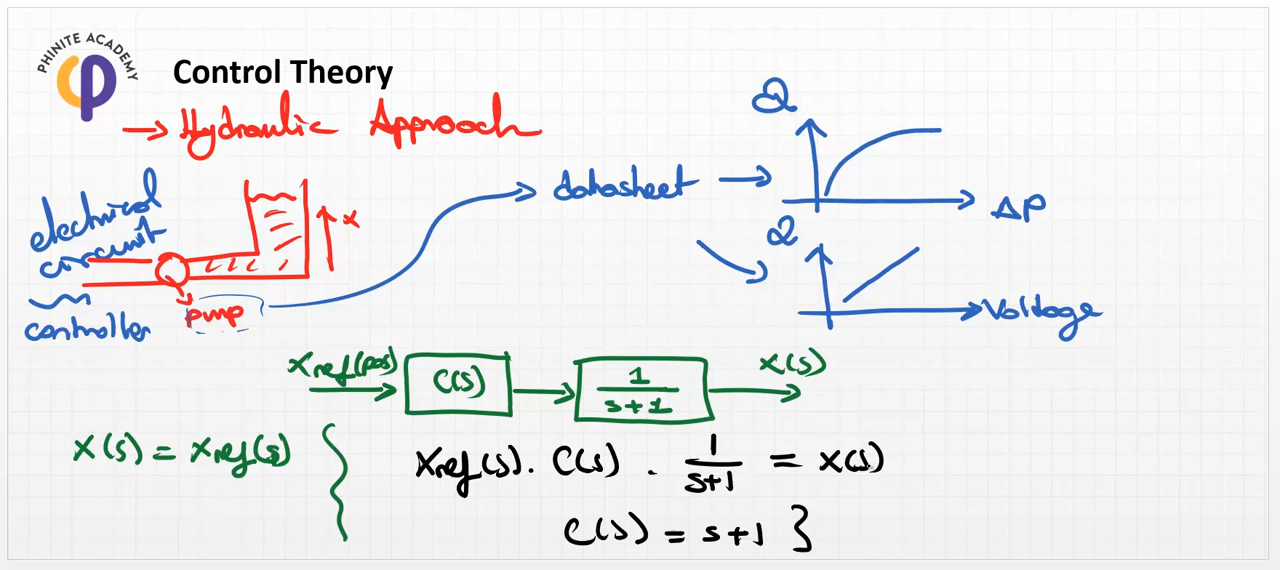 PHINITE ACADEMY
Control Theory
→ Hydraulic Approach
electrical
circuit
controller
pump
x
datasheet
Q
ΔP
Q
Voltage
Xref(pos)
C(s)
1
s+1
X(s)
X(s) = Xref(s)
Xref(s) . C(s) . 1/s+1 = X(s)
C(s) = s+1 }